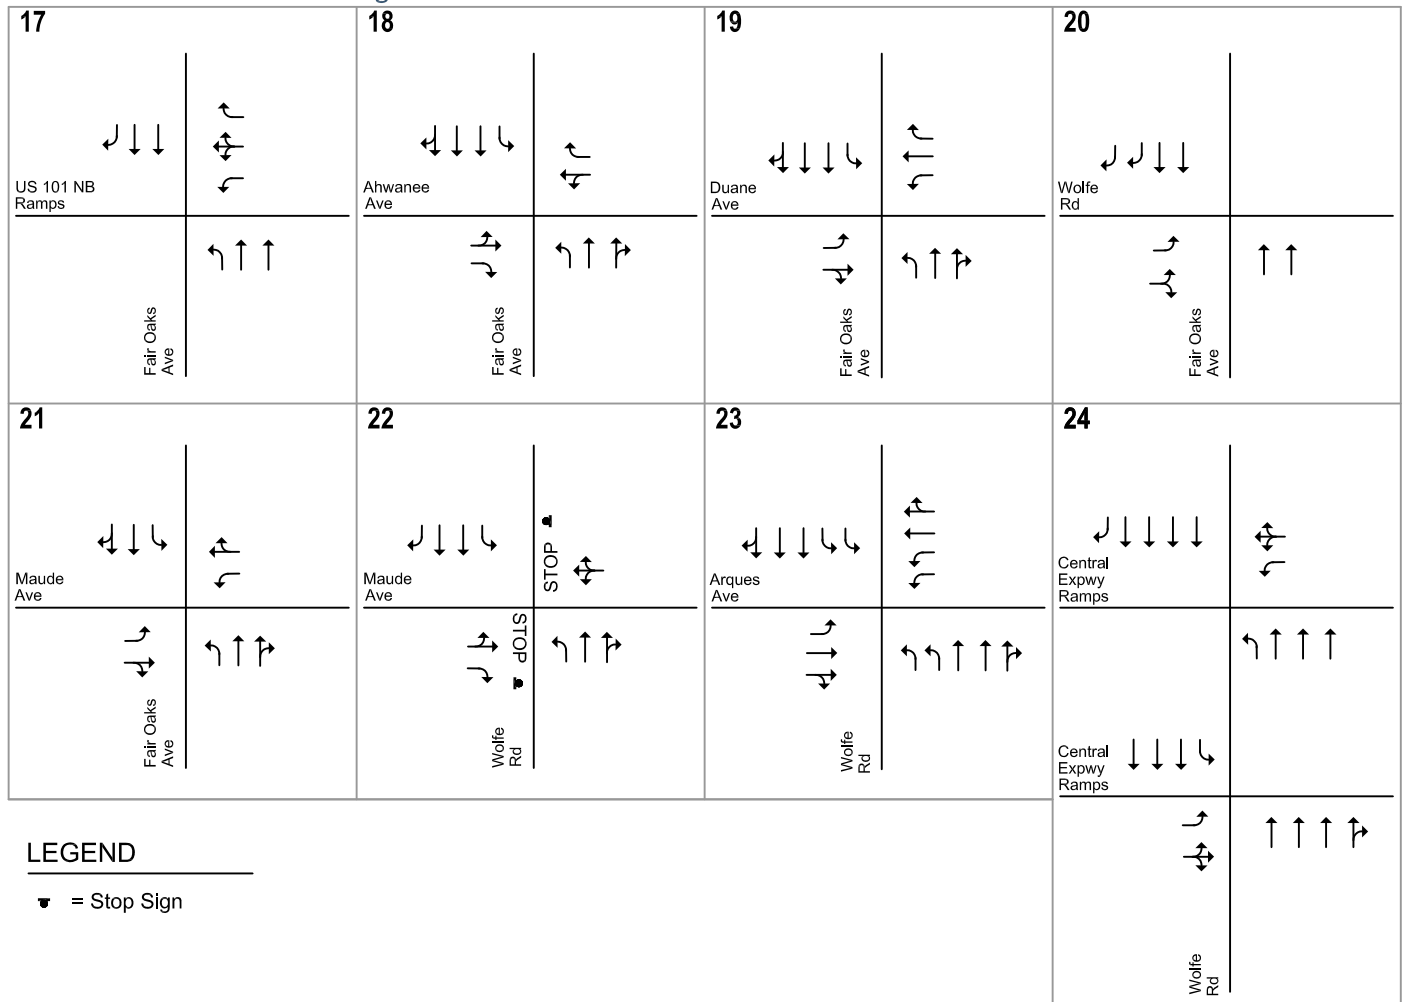 17
US 101 NB
Ramps
Fair Oaks
Ave
18
Ahwanee
Ave
Fair Oaks
Ave
19
Duane
Ave
Fair Oaks
Ave
20
Wolfe
Rd
Fair Oaks
Ave
21
Maude
Ave
Fair Oaks
Ave
22
STOP
Maude
Ave
STOP
Wolfe
Rd
23
Arques
Ave
Wolfe
Rd
24
Central
Expwy
Ramps
Central
Expwy
Ramps
Wolfe
Rd
LEGEND
= Stop Sign